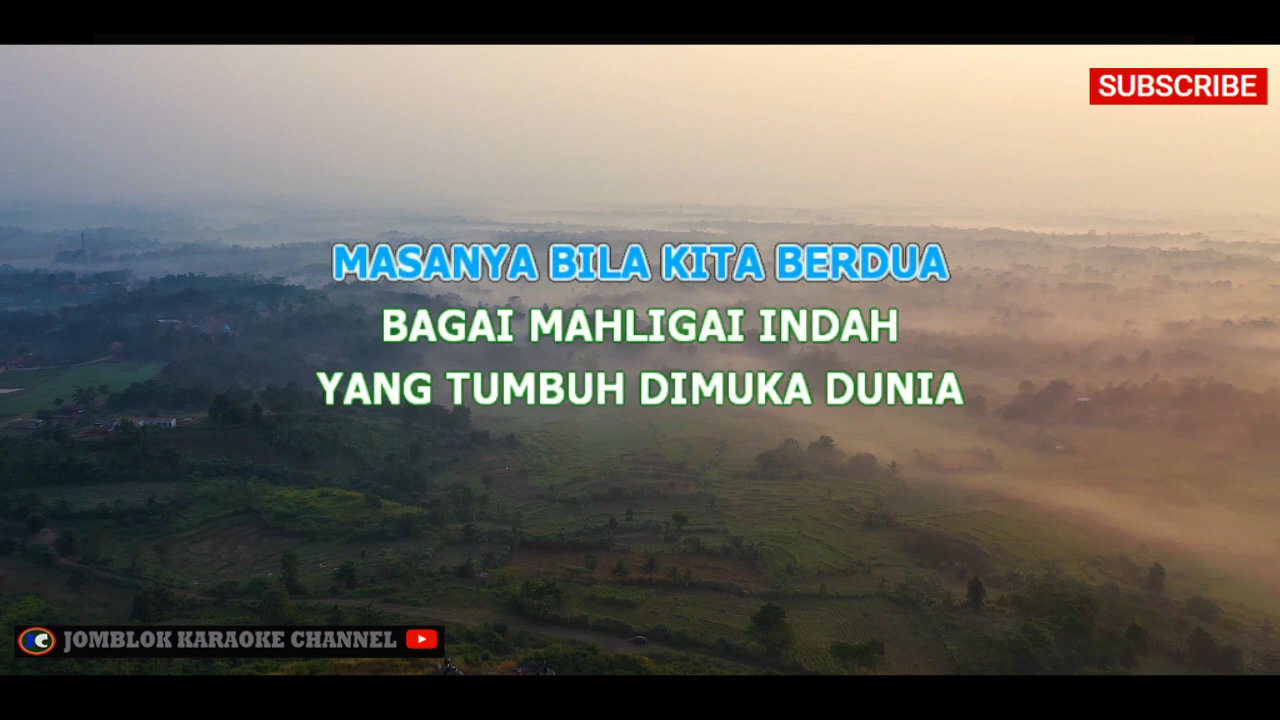 SUBSCRIBE
MASANYA BILA KITA BERDUA
BAGAI MAHLIGAI INDAH
YANG TUMBUH DIMUKA DUNIA
JOMBLOK KARAOKE CHANNEL